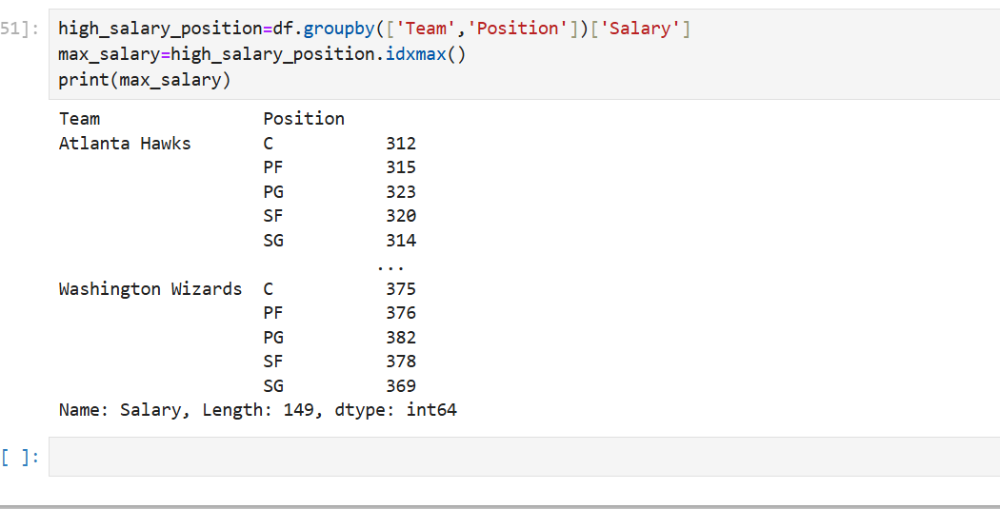 51]: high_salary_position=df.groupby(['Team','Position'])['Salary']
max_salary=high_salary_position.idxmax()
print(max_salary)
Team                Position
Atlanta Hawks       C           312
                    PF          315
                    PG          323
                    SF          320
                    SG          314
                               ...
Washington Wizards  C           375
                    PF          376
                    PG          382
                    SF          378
                    SG          369
Name: Salary, Length: 149, dtype: int64
[ ]: